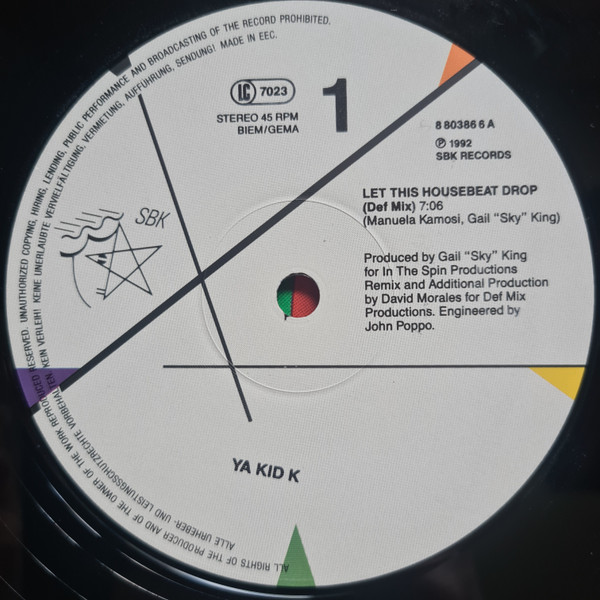 ALL RIGHTS OF THE PRODUCER AND OF THE OWNER OF THE WORK REPRODUCED RESERVED. UNAUTHORIZED COPYING, HIRING, LENDING, PUBLIC PERFORMANCE AND BROADCASTING OF THE RECORD PROHIBITED.
ALLE URHEBER- UND LEISTUNGSSCHUTZRECHTE VORBEHALTEN. KEIN VERLEIH! KEINE UNERLAUBTE VERVIELFÄLTIGUNG, VERMIETUNG, AUFFÜHRUNG, SENDUNG! MADE IN EEC.
LC 7023
STEREO 45 RPM
BIEM/GEMA
1
8 80386 6 A
℗ 1992
SBK RECORDS
SBK
LET THIS HOUSEBEAT DROP
(Def Mix) 7:06
(Manuela Kamosi, Gail “Sky” King)
Produced by Gail “Sky” King
for In The Spin Productions
Remix and Additional Production
by David Morales for Def Mix
Productions. Engineered by
John Poppo.
YA KID K